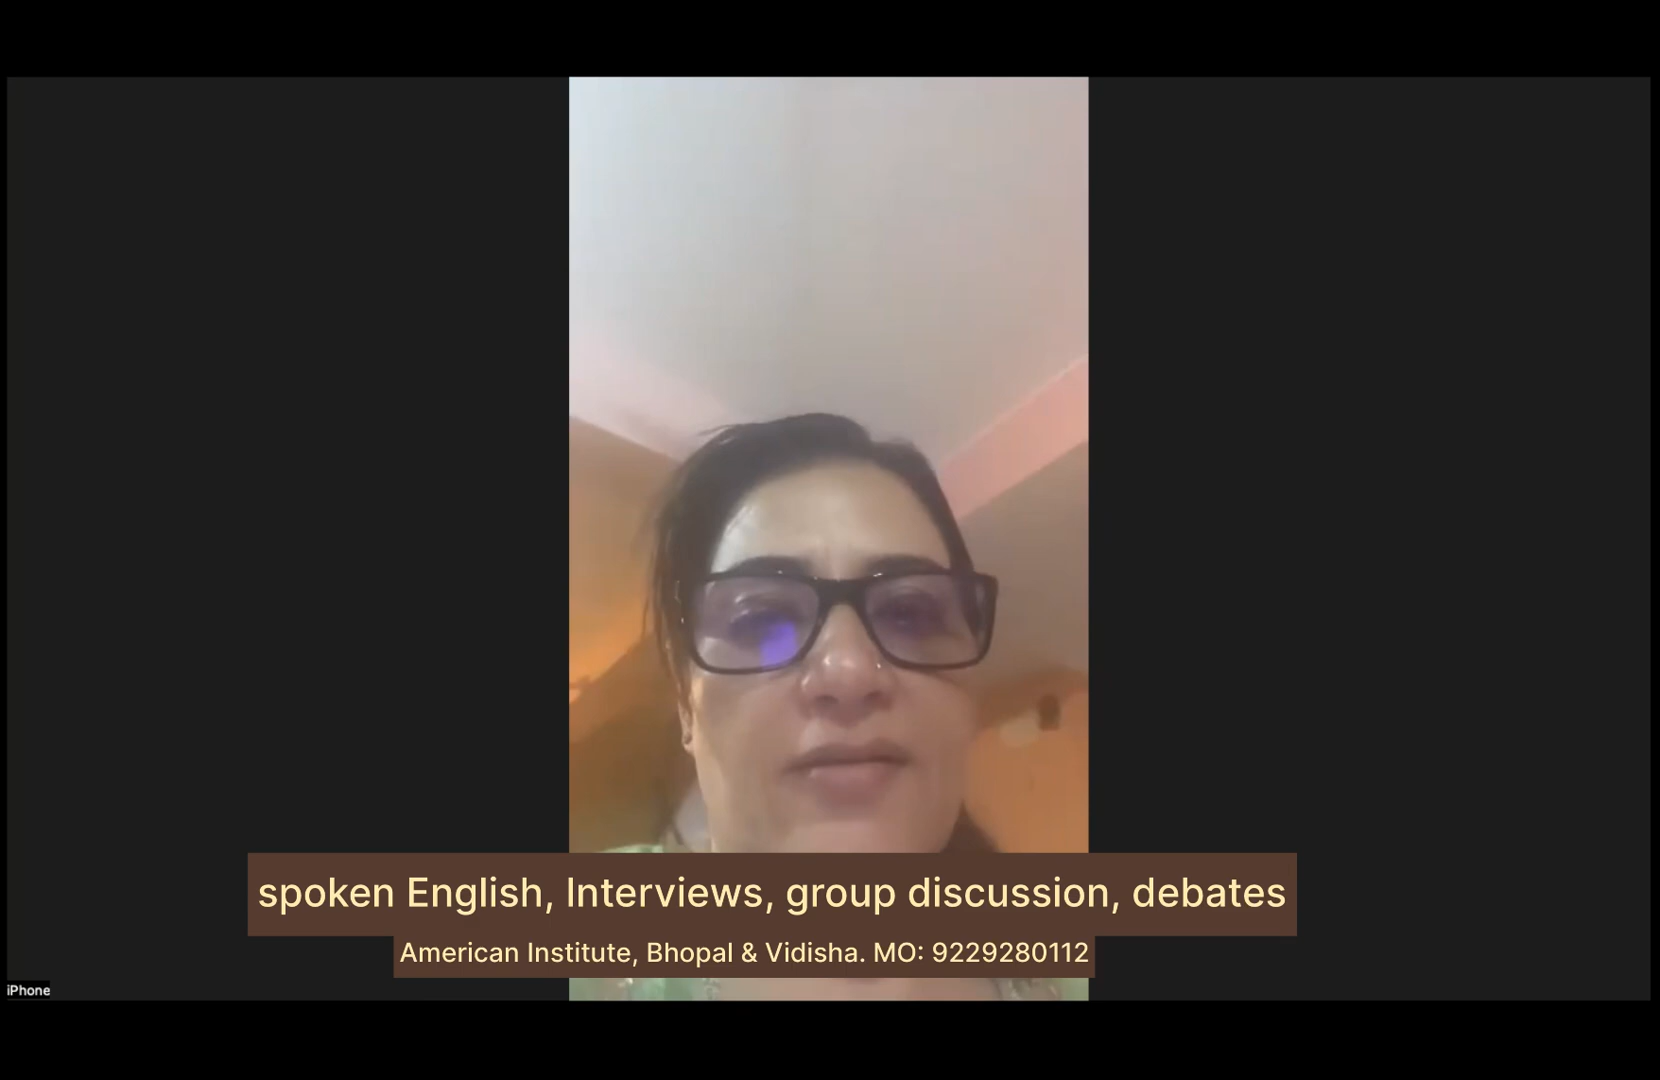 spoken English, Interviews, group discussion, debates
American Institute, Bhopal & Vidisha. MO: 9229280112
iPhone